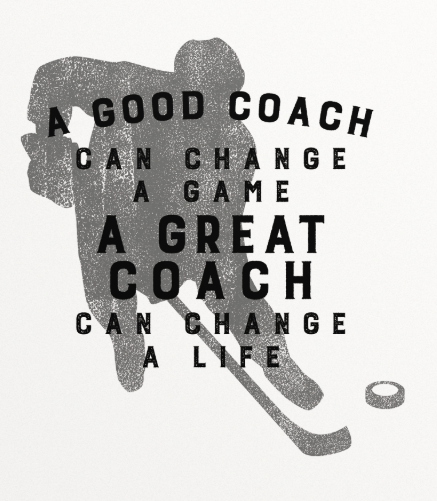 A GOOD COACH
CAN CHANGE
A GAME
A GREAT
COACH
CAN CHANGE
A LIFE